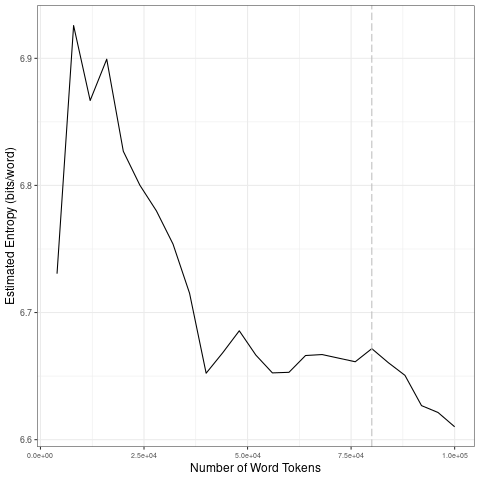 Estimated Entropy (bits/word)
6.9
6.8
6.7
6.6
0.0e+00 2.5e+04 5.0e+04 7.5e+04 1.0e+05
Number of Word Tokens